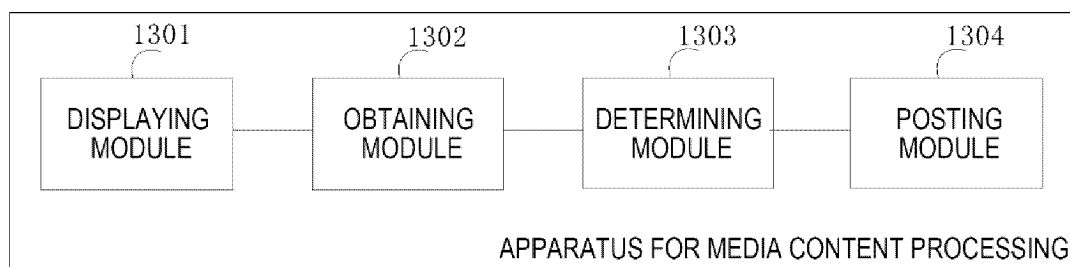 1301
1302
1303
1304
DISPLAYING
MODULE
OBTAINING
MODULE
DETERMINING
MODULE
POSTING
MODULE
APPARATUS FOR MEDIA CONTENT PROCESSING